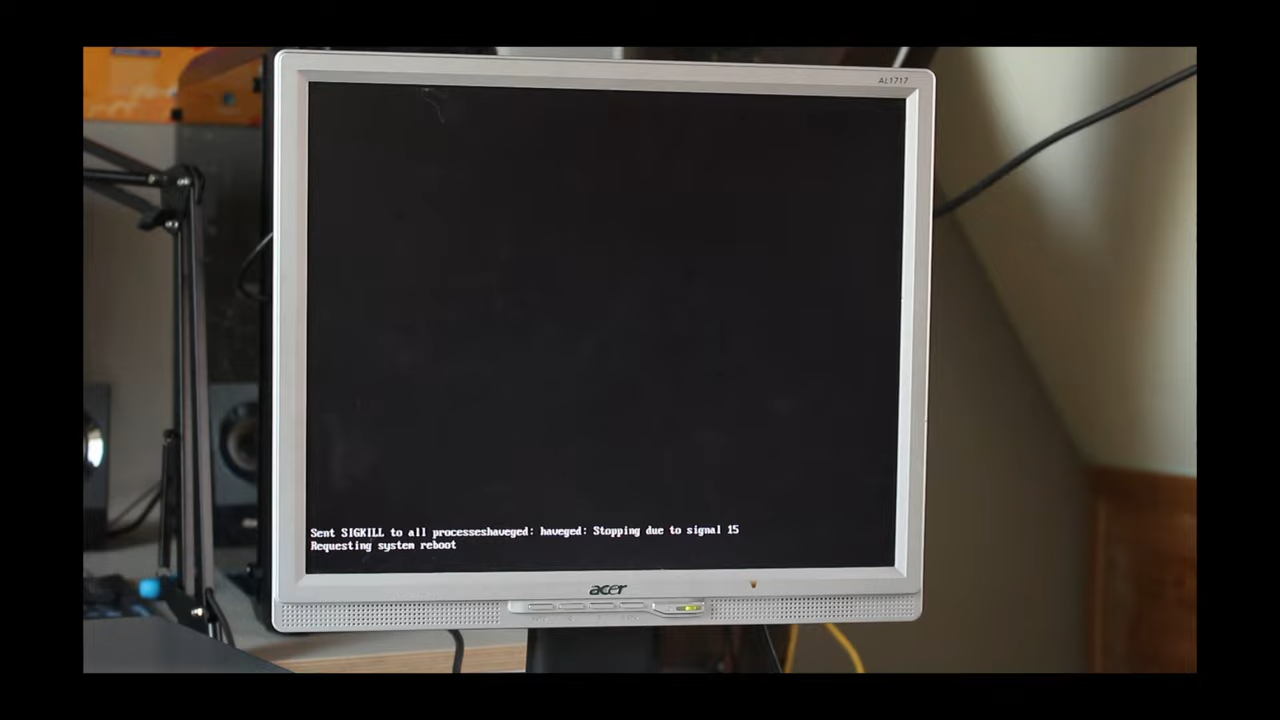 AL1717
Sent SIGKILL to all processeshaveged: haveged: Stopping due to signal 15
Requesting system reboot
acer